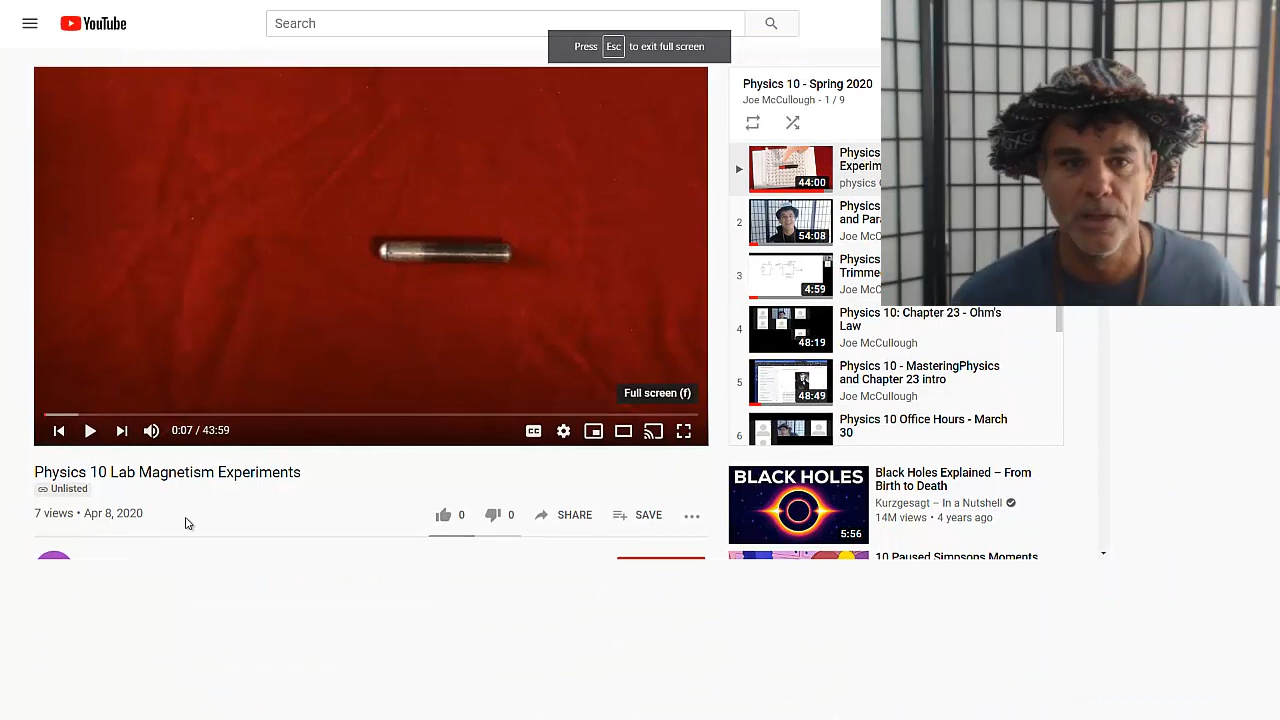 YouTube
Search
Press Esc to exit full screen
Physics 10 - Spring 2020
Joe McCullough - 1 / 9
Physics
Experim
physics
44:00
2
Physics
and Para
Joe McC
54:08
3
Physics
Trimme
Joe McC
4:59
4
Physics 10: Chapter 23 - Ohm's
Law
Joe McCullough
48:19
5
Physics 10 - MasteringPhysics
and Chapter 23 intro
Joe McCullough
48:49
6
Physics 10 Office Hours - March
30
Full screen (f)
0:07 / 43:59
CC
Physics 10 Lab Magnetism Experiments
Unlisted
7 views • Apr 8, 2020
0
0
SHARE
SAVE
BLACK HOLES
5:56
Black Holes Explained – From
Birth to Death
Kurzgesagt – In a Nutshell
14M views • 4 years ago
10 Paused Simpsons Moments